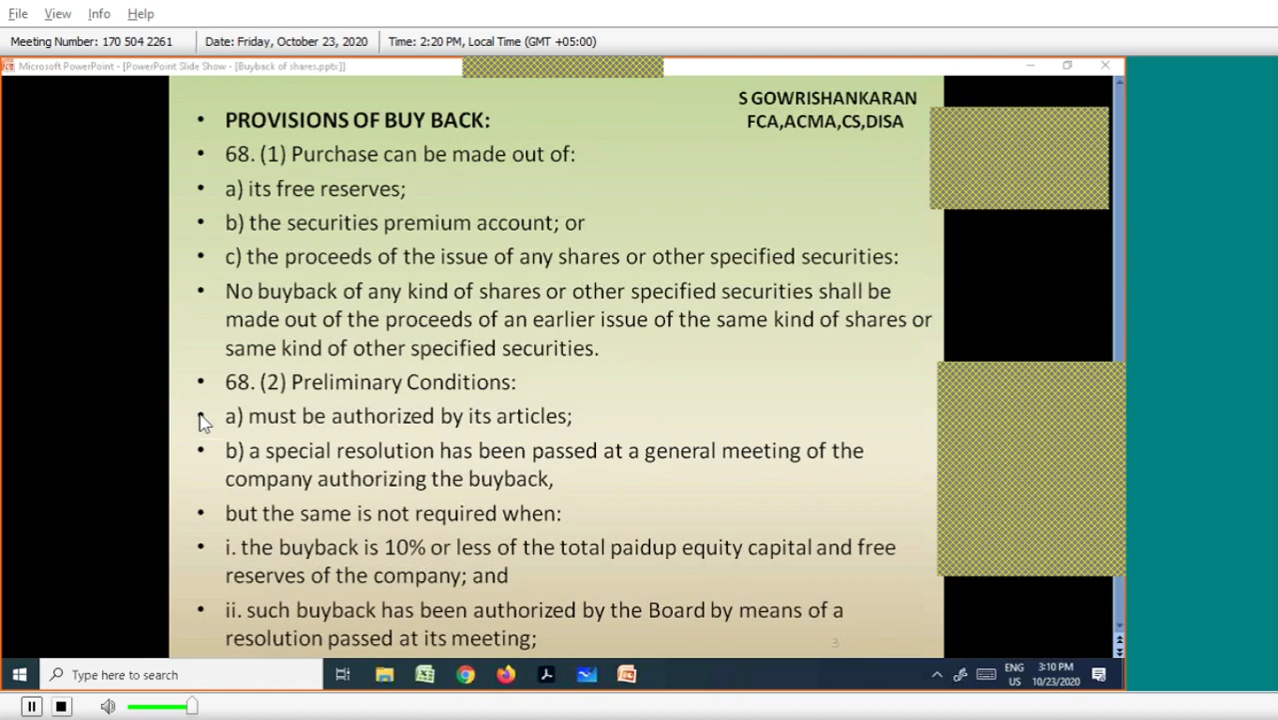 File View Info Help
Meeting Number: 170 504 2261 Date: Friday, October 23, 2020 Time: 2:20 PM, Local Time (GMT +05:00)
Microsoft PowerPoint - [PowerPoint Slide Show - [Buyback of shares.pptx]]
S GOWRISHANKARAN
FCA,ACMA,CS,DISA
• PROVISIONS OF BUY BACK:
• 68. (1) Purchase can be made out of:
• a) its free reserves;
• b) the securities premium account; or
• c) the proceeds of the issue of any shares or other specified securities:
• No buyback of any kind of shares or other specified securities shall be
made out of the proceeds of an earlier issue of the same kind of shares or
same kind of other specified securities.
• 68. (2) Preliminary Conditions:
• a) must be authorized by its articles;
• b) a special resolution has been passed at a general meeting of the
company authorizing the buyback,
• but the same is not required when:
• i. the buyback is 10% or less of the total paidup equity capital and free
reserves of the company; and
• ii. such buyback has been authorized by the Board by means of a
resolution passed at its meeting;
3
Type here to search
ENG
US
3:10 PM
10/23/2020